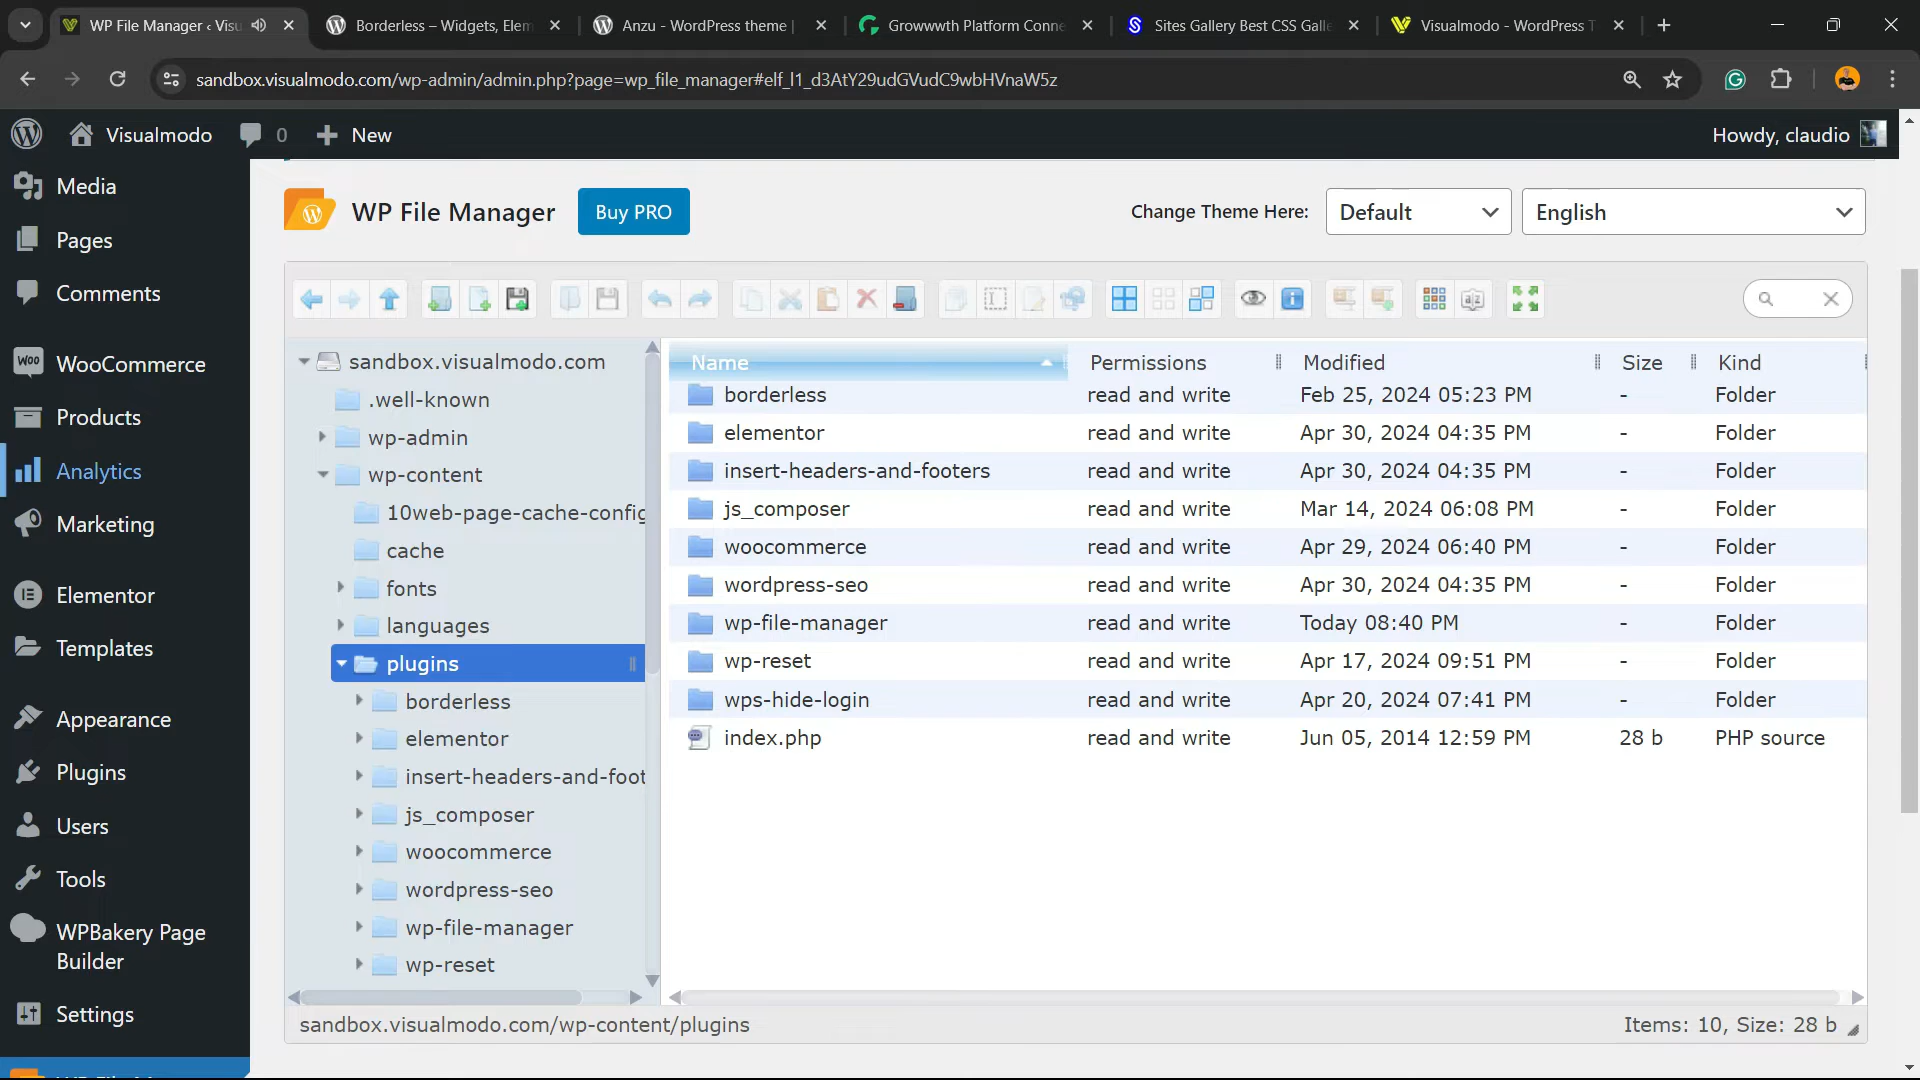 WP File Manager ‹ Visu
Borderless – Widgets, Elem
Anzu - WordPress theme |
Growwwth Platform Conne
Sites Gallery Best CSS Galle
Visualmodo - WordPress T
sandbox.visualmodo.com/wp-admin/admin.php?page=wp_file_manager#elf_l1_d3AtY29udGVudC9wbHVnaW5z
Visualmodo
0
New
Howdy, claudio
Media
Pages
Comments
WooCommerce
Products
Analytics
Marketing
Elementor
Templates
Appearance
Plugins
Users
Tools
WPBakery Page
Builder
Settings
WP File Manager
Buy PRO
Change Theme Here:
Default
English
sandbox.visualmodo.com
.well-known
wp-admin
wp-content
10web-page-cache-config
cache
fonts
languages
plugins
borderless
elementor
insert-headers-and-foot
js_composer
woocommerce
wordpress-seo
wp-file-manager
wp-reset
Name Permissions Modified Size Kind
borderless read and write Feb 25, 2024 05:23 PM - Folder
elementor read and write Apr 30, 2024 04:35 PM - Folder
insert-headers-and-footers read and write Apr 30, 2024 04:35 PM - Folder
js_composer read and write Mar 14, 2024 06:08 PM - Folder
woocommerce read and write Apr 29, 2024 06:40 PM - Folder
wordpress-seo read and write Apr 30, 2024 04:35 PM - Folder
wp-file-manager read and write Today 08:40 PM - Folder
wp-reset read and write Apr 17, 2024 09:51 PM - Folder
wps-hide-login read and write Apr 20, 2024 07:41 PM - Folder
index.php read and write Jun 05, 2014 12:59 PM 28 b PHP source
sandbox.visualmodo.com/wp-content/plugins
Items: 10, Size: 28 b